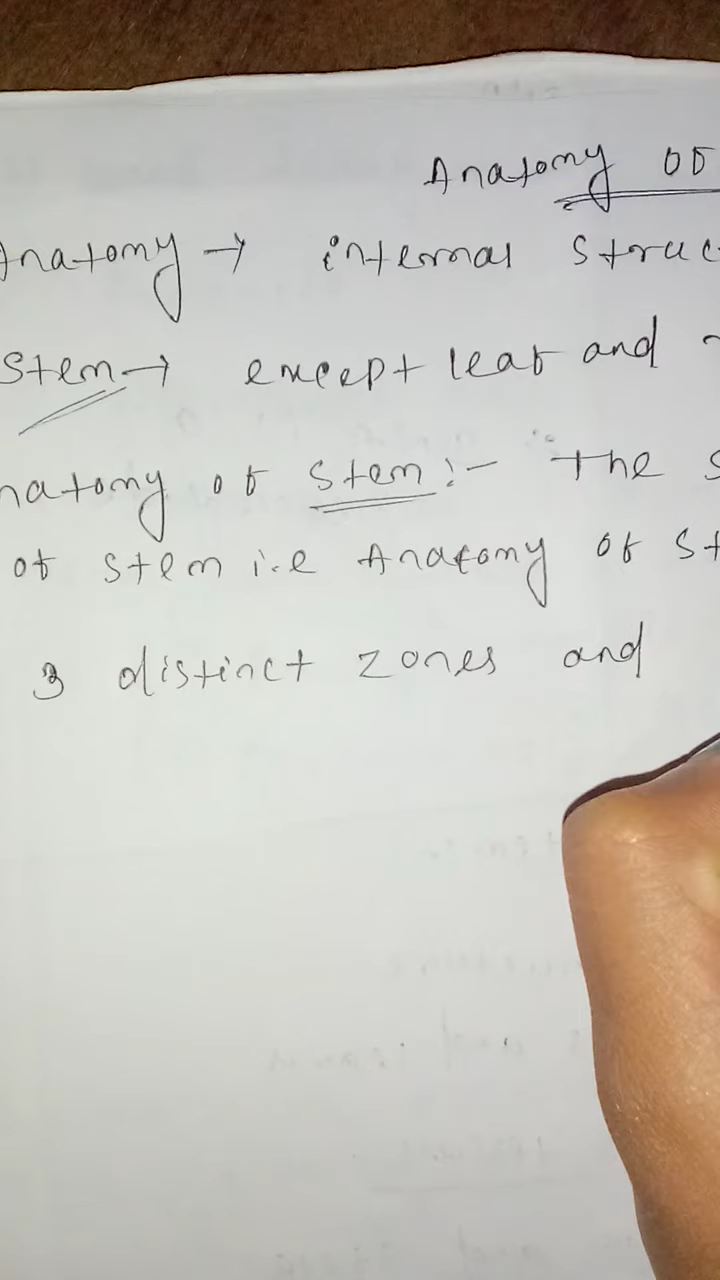 Anatomy of
Anatomy → internal struc
Stem → except leaf and
natomy of stem :- The s
of stem i.e Anatomy of st
3 distinct zones and